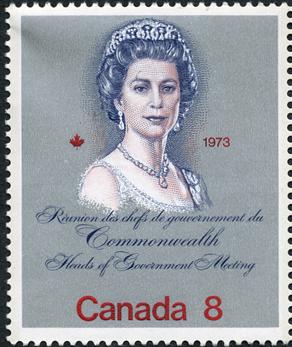 1973
Réunion des chefs de gouvernement du
Commonwealth
Heads of Government Meeting
Canada 8